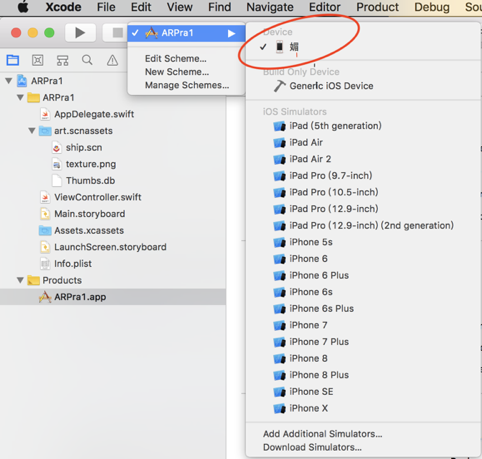 Xcode File Edit View Find Navigate Editor Product Debug Sou
ARPra1
Edit Scheme...
New Scheme...
Manage Schemes...
Device
媚
Build Only Device
Generic iOS Device
iOS Simulators
iPad (5th generation)
iPad Air
iPad Air 2
iPad Pro (9.7-inch)
iPad Pro (10.5-inch)
iPad Pro (12.9-inch)
iPad Pro (12.9-inch) (2nd generation)
iPhone 5s
iPhone 6
iPhone 6 Plus
iPhone 6s
iPhone 6s Plus
iPhone 7
iPhone 7 Plus
iPhone 8
iPhone 8 Plus
iPhone SE
iPhone X
Add Additional Simulators...
Download Simulators...
ARPra1
ARPra1
AppDelegate.swift
art.scnassets
ship.scn
texture.png
Thumbs.db
ViewController.swift
Main.storyboard
Assets.xcassets
LaunchScreen.storyboard
Info.plist
Products
ARPra1.app